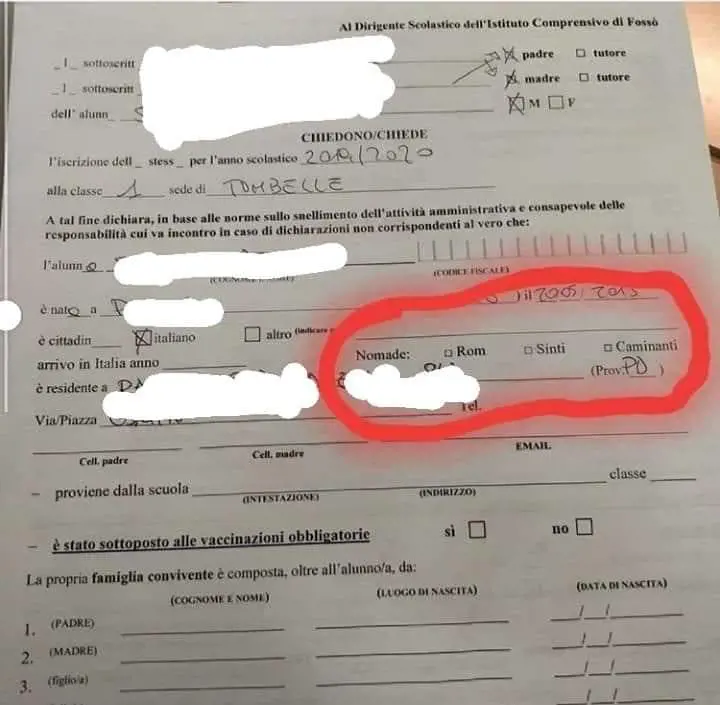 Al Dirigente Scolastico dell'Istituto Comprensivo di Fossò
_l_ sottoscritt padre □ tutore
_l_ sottoscritt madre □ tutore
dell' alunn_ M □ F
CHIEDONO/CHIEDE
l'iscrizione dell_ stess_ per l'anno scolastico 2019/2020
alla classe 1 sede di TOMBELLE
A tal fine dichiara, in base alle norme sullo snellimento dell'attività amministrativa e consapevole delle
responsabilità cui va incontro in caso di dichiarazioni non corrispondenti al vero che:
l'alunno
(CODICE FISCALE)
è nato a ) il
è cittadin__ italiano □ altro (indicare
Nomade: □ Rom □ Sinti □ Caminanti
arrivo in Italia anno
è residente a (Prov. PD )
Via/Piazza Tel.
Cell. padre Cell. madre EMAIL
– proviene dalla scuola classe
(INTESTAZIONE) (INDIRIZZO)
– è stato sottoposto alle vaccinazioni obbligatorie sì □ no □
La propria famiglia convivente è composta, oltre all'alunno/a, da:
(COGNOME E NOME) (LUOGO DI NASCITA) (DATA DI NASCITA)
1. (PADRE) / /
2. (MADRE) / /
3. (figlio/a) / /
/ /